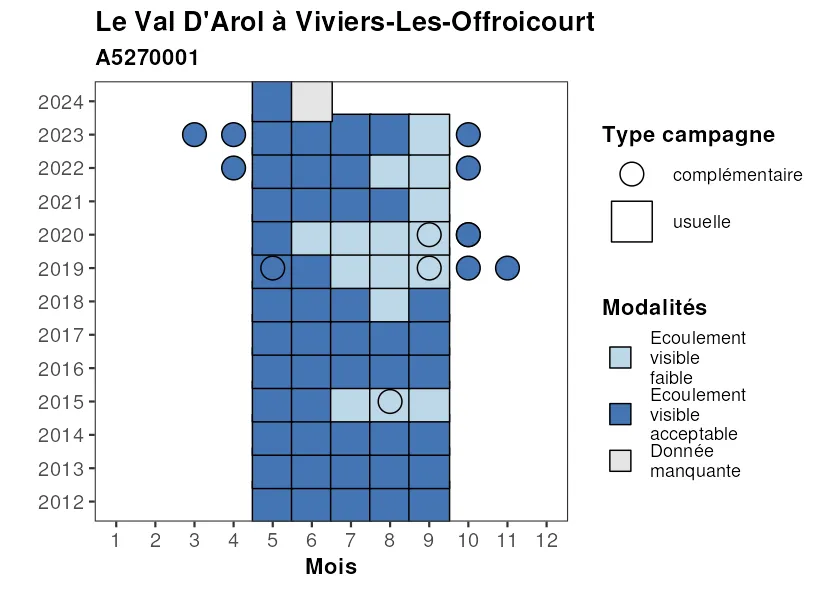 Le Val D'Arol à Viviers-Les-Offroicourt
A5270001
2024
2023
2022
2021
2020
2019
2018
2017
2016
2015
2014
2013
2012
1 2 3 4 5 6 7 8 9 10 11 12
Mois
Type campagne
complémentaire
usuelle
Modalités
Ecoulement
visible
faible
Ecoulement
visible
acceptable
Donnée
manquante